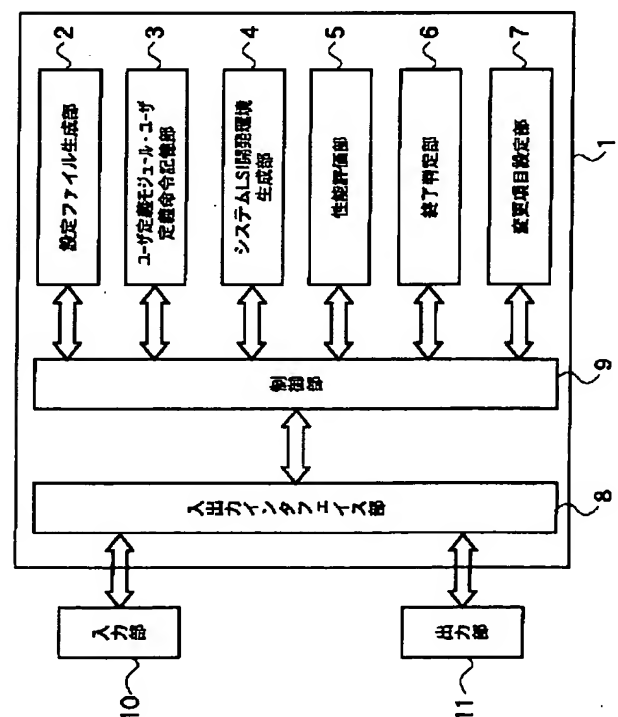 設定ファイル生成部
2
ユーザ定義モジュール・ユーザ
定義命令記憶部
3
システムLSI開発環境
生成部
4
性能評価部
5
終了判定部
6
変更項目設定部
7
1
制御部
9
入出力インタフェイス部
8
入力部
10
出力部
11